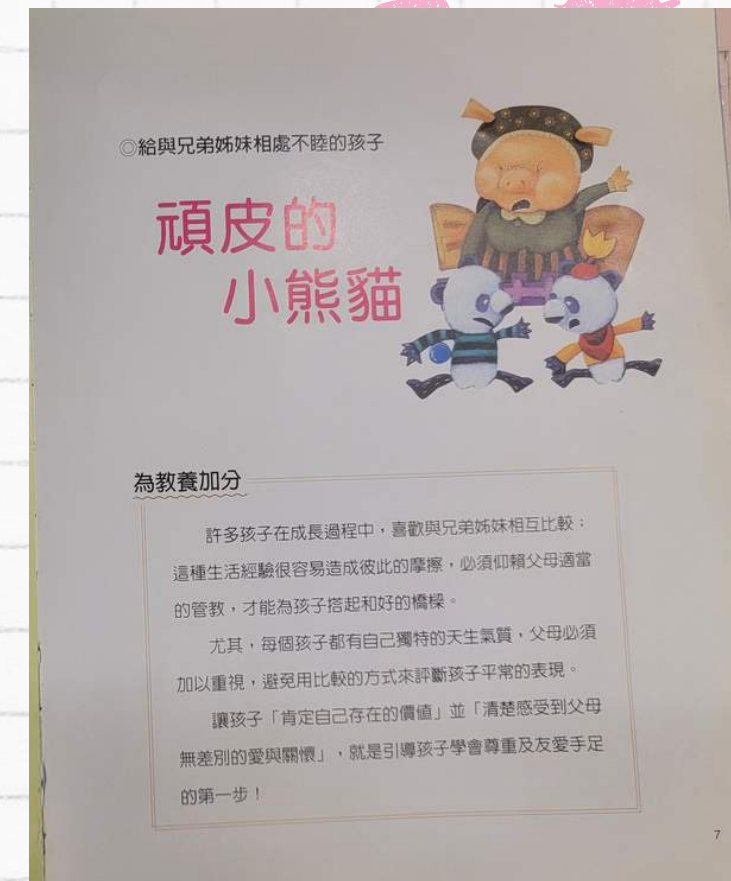 ◎給與兄弟姊妹相處不睦的孩子
頑皮的
小熊貓
為教養加分
許多孩子在成長過程中，喜歡與兄弟姊妹相互比較；
這種生活經驗很容易造成彼此的摩擦，必須仰賴父母適當
的管教，才能為孩子搭起和好的橋樑。
尤其，每個孩子都有自己獨特的天生氣質，父母必須
加以重視，避免用比較的方式來評斷孩子平常的表現。
讓孩子「肯定自己存在的價值」並「清楚感受到父母
無差別的愛與關懷」，就是引導孩子學會尊重及友愛手足
的第一步！
7